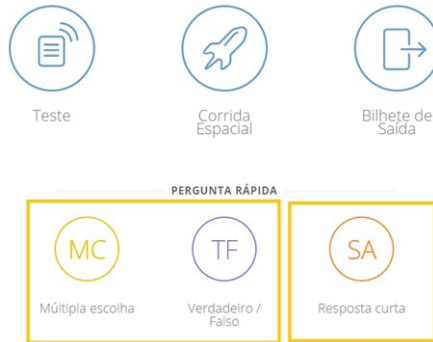 Teste
Corrida
Espacial
Bilhete de
Saída
PERGUNTA RÁPIDA
MC
TF
SA
Múltipla escolha
Verdadeiro /
Falso
Resposta curta